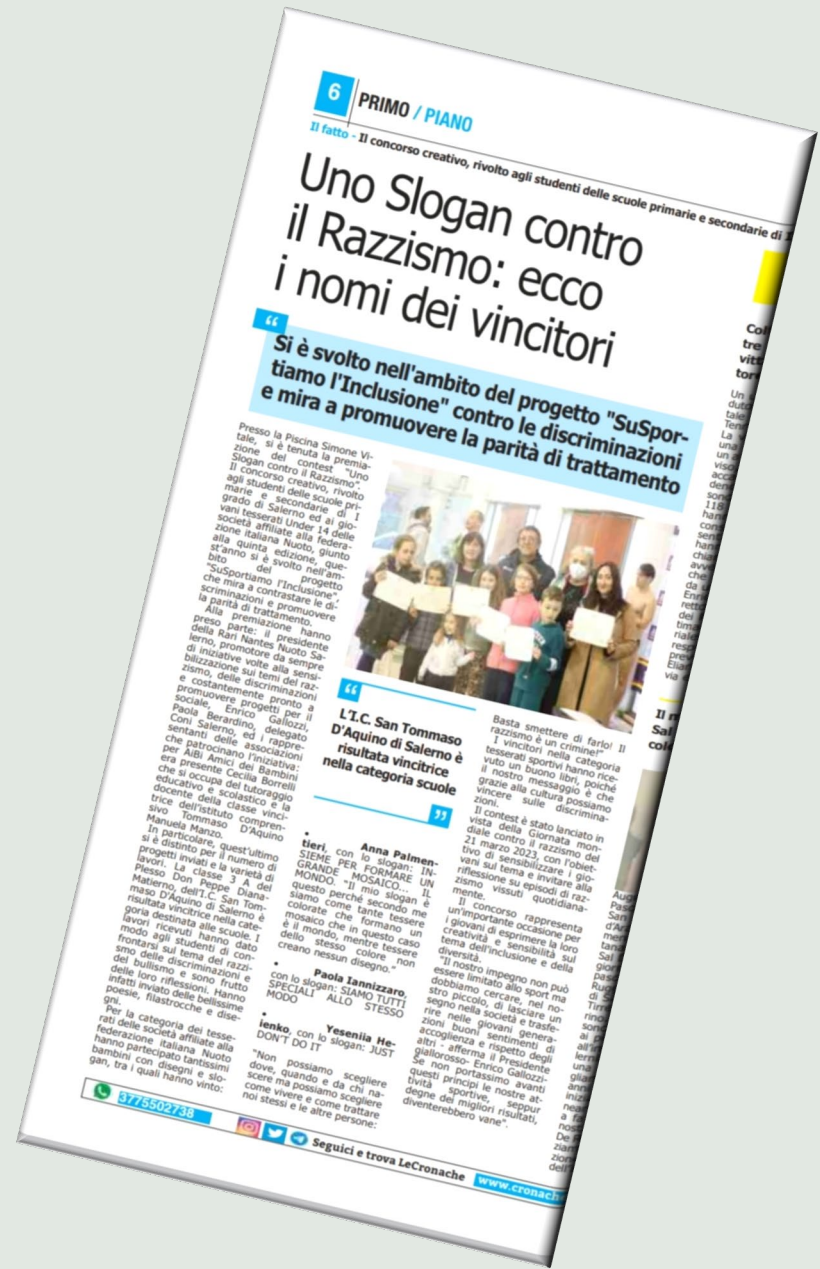 6
PRIMO / PIANO
Il fatto - Il concorso creativo, rivolto agli studenti delle scuole primarie e secondarie di
Uno Slogan contro
il Razzismo: ecco
i nomi dei vincitori
“
Si è svolto nell'ambito del progetto "SuSpor-
tiamo l'Inclusione" contro le discriminazioni
e mira a promuovere la parità di trattamento
Presso la Piscina Simone Vi-
tale, si è tenuta la premia-
zione del contest "Uno
Slogan contro il Razzismo".
Il concorso creativo, rivolto
agli studenti delle scuole pri-
marie e secondarie di I
grado di Salerno ed ai gio-
vani tesserati Under 14 delle
società affiliate alla federa-
zione italiana Nuoto, giunto
alla quinta edizione, que-
st'anno si è svolto nell'am-
bito del progetto
"SuSportiamo l'Inclusione",
che mira a contrastare le di-
scriminazioni e promuovere
la parità di trattamento.
Alla premiazione hanno
preso parte: il presidente
della Rari Nantes Nuoto Sa-
lerno, promotore da sempre
di iniziative volte alla sensi-
bilizzazione sui temi del raz-
zismo, delle discriminazioni
e costantemente pronto a
promuovere progetti per il
sociale, Enrico Gallozzi,
Paola Berardino, delegato
Coni Salerno, ed i rappre-
sentanti delle associazioni
che patrocinano l'iniziativa:
per AiBi Amici dei Bambini
era presente Cecilia Borrelli
che si occupa del tutoraggio
educativo e scolastico e la
docente della classe vinci-
trice dell'istituto compren-
sivo Tommaso D'Aquino
Manuela Manzo.
In particolare, quest'ultimo
si è distinto per il numero di
progetti inviati e la varietà di
lavori. La classe 3 A del
Plesso Don Peppe Diana-
Matierno, dell'I.C. San Tom-
maso D'Aquino di Salerno è
risultata vincitrice nella cate-
goria destinata alle scuole. I
lavori ricevuti hanno dato
modo agli studenti di con-
frontarsi sul tema del razzi-
smo delle discriminazioni e
del bullismo e sono frutto
delle loro riflessioni. Hanno
infatti inviato delle bellissime
poesie, filastrocche e dise-
gni.
Per la categoria dei tesse-
rati delle società affiliate alla
federazione italiana Nuoto
hanno partecipato tantissimi
bambini con disegni e slo-
gan, tra i quali hanno vinto:
“
L'I.C. San Tommaso
D'Aquino di Salerno è
risultata vincitrice
nella categoria scuole
”
• Anna Palmen-
tieri, con lo slogan: IN-
SIEME PER FORMARE UN
GRANDE MOSAICO... IL
MONDO. "Il mio slogan è
questo perché secondo me
siamo come tante tessere
colorate che formano un
mosaico che in questo caso
è il mondo, mentre tessere
dello stesso colore non
creano nessun disegno."
• Paola Iannizzaro,
con lo slogan: SIAMO TUTTI
SPECIALI ALLO STESSO
MODO
• Yeseniia He-
ienko, con lo slogan: JUST
DON'T DO IT
"Non possiamo scegliere
dove, quando e da chi na-
scere ma possiamo scegliere
come vivere e come trattare
noi stessi e le altre persone:
Basta smettere di farlo! Il
razzismo è un crimine!"
I vincitori nella categoria
tesserati sportivi hanno rice-
vuto un buono libri, poiché
il nostro messaggio è che
grazie alla cultura possiamo
vincere sulle discrimina-
zioni.
Il contest è stato lanciato in
vista della Giornata mon-
diale contro il razzismo del
21 marzo 2023, con l'obiet-
tivo di sensibilizzare i gio-
vani sul tema e invitare alla
riflessione su episodi di raz-
zismo vissuti quotidiana-
mente.
Il concorso rappresenta
un'importante occasione per
i giovani di esprimere la loro
creatività e sensibilità sul
tema dell'inclusione e della
diversità.
"Il nostro impegno non può
essere limitato allo sport ma
dobbiamo cercare, nel no-
stro piccolo, di lasciare un
segno nella società e trasfe-
rire nelle giovani genera-
zioni buoni sentimenti di
accoglienza e rispetto degli
altri - afferma il Presidente
giallorosso- Enrico Gallozzi-
Se non portassimo avanti
questi principi le nostre at-
tività sportive, seppur
degne dei migliori risultati,
diventerebbero vane".
3775502738
Seguici e trova LeCronache
www.cronach